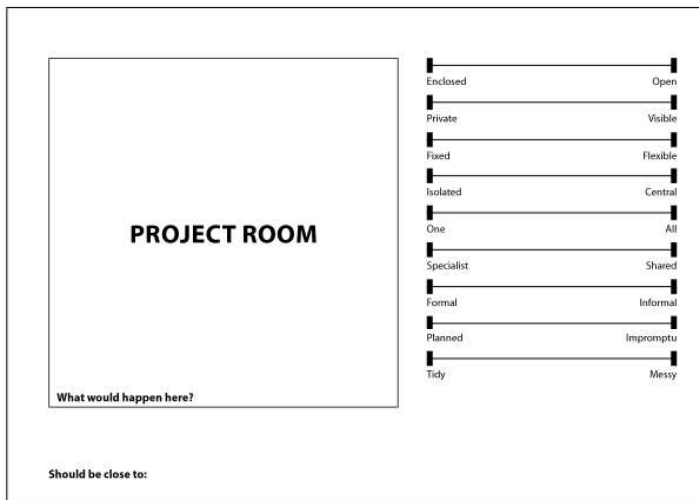 PROJECT ROOM
What would happen here?
Enclosed Open
Private Visible
Fixed Flexible
Isolated Central
One All
Specialist Shared
Formal Informal
Planned Impromptu
Tidy Messy
Should be close to: